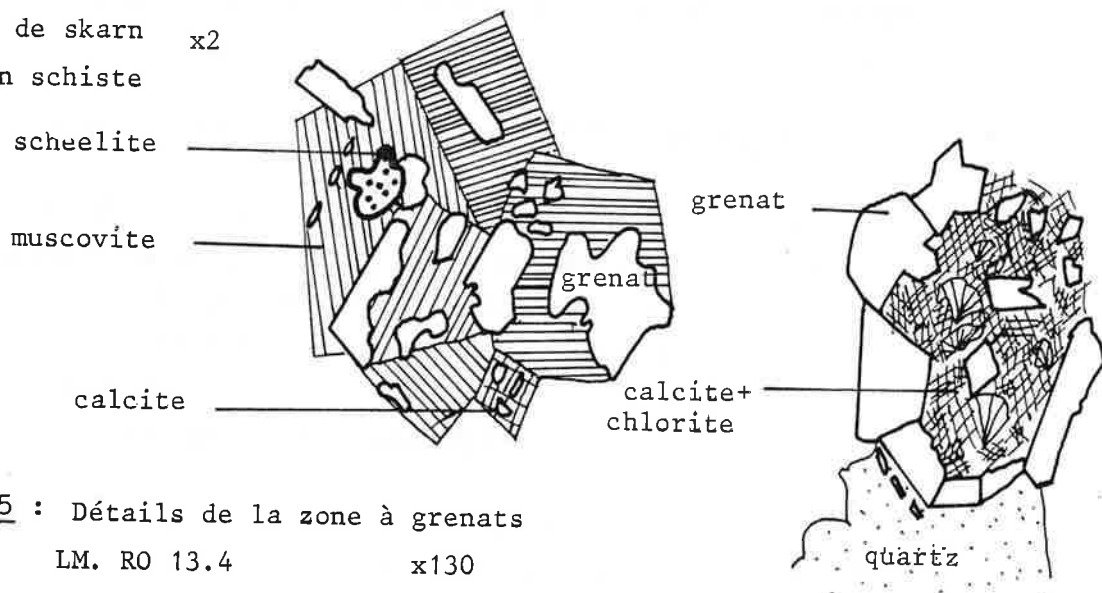 de skarn x2
n schiste
scheelite
muscovite
calcite
grenat
grenat
calcite+
chlorite
quartz
5 : Détails de la zone à grenats
LM. RO 13.4 x130